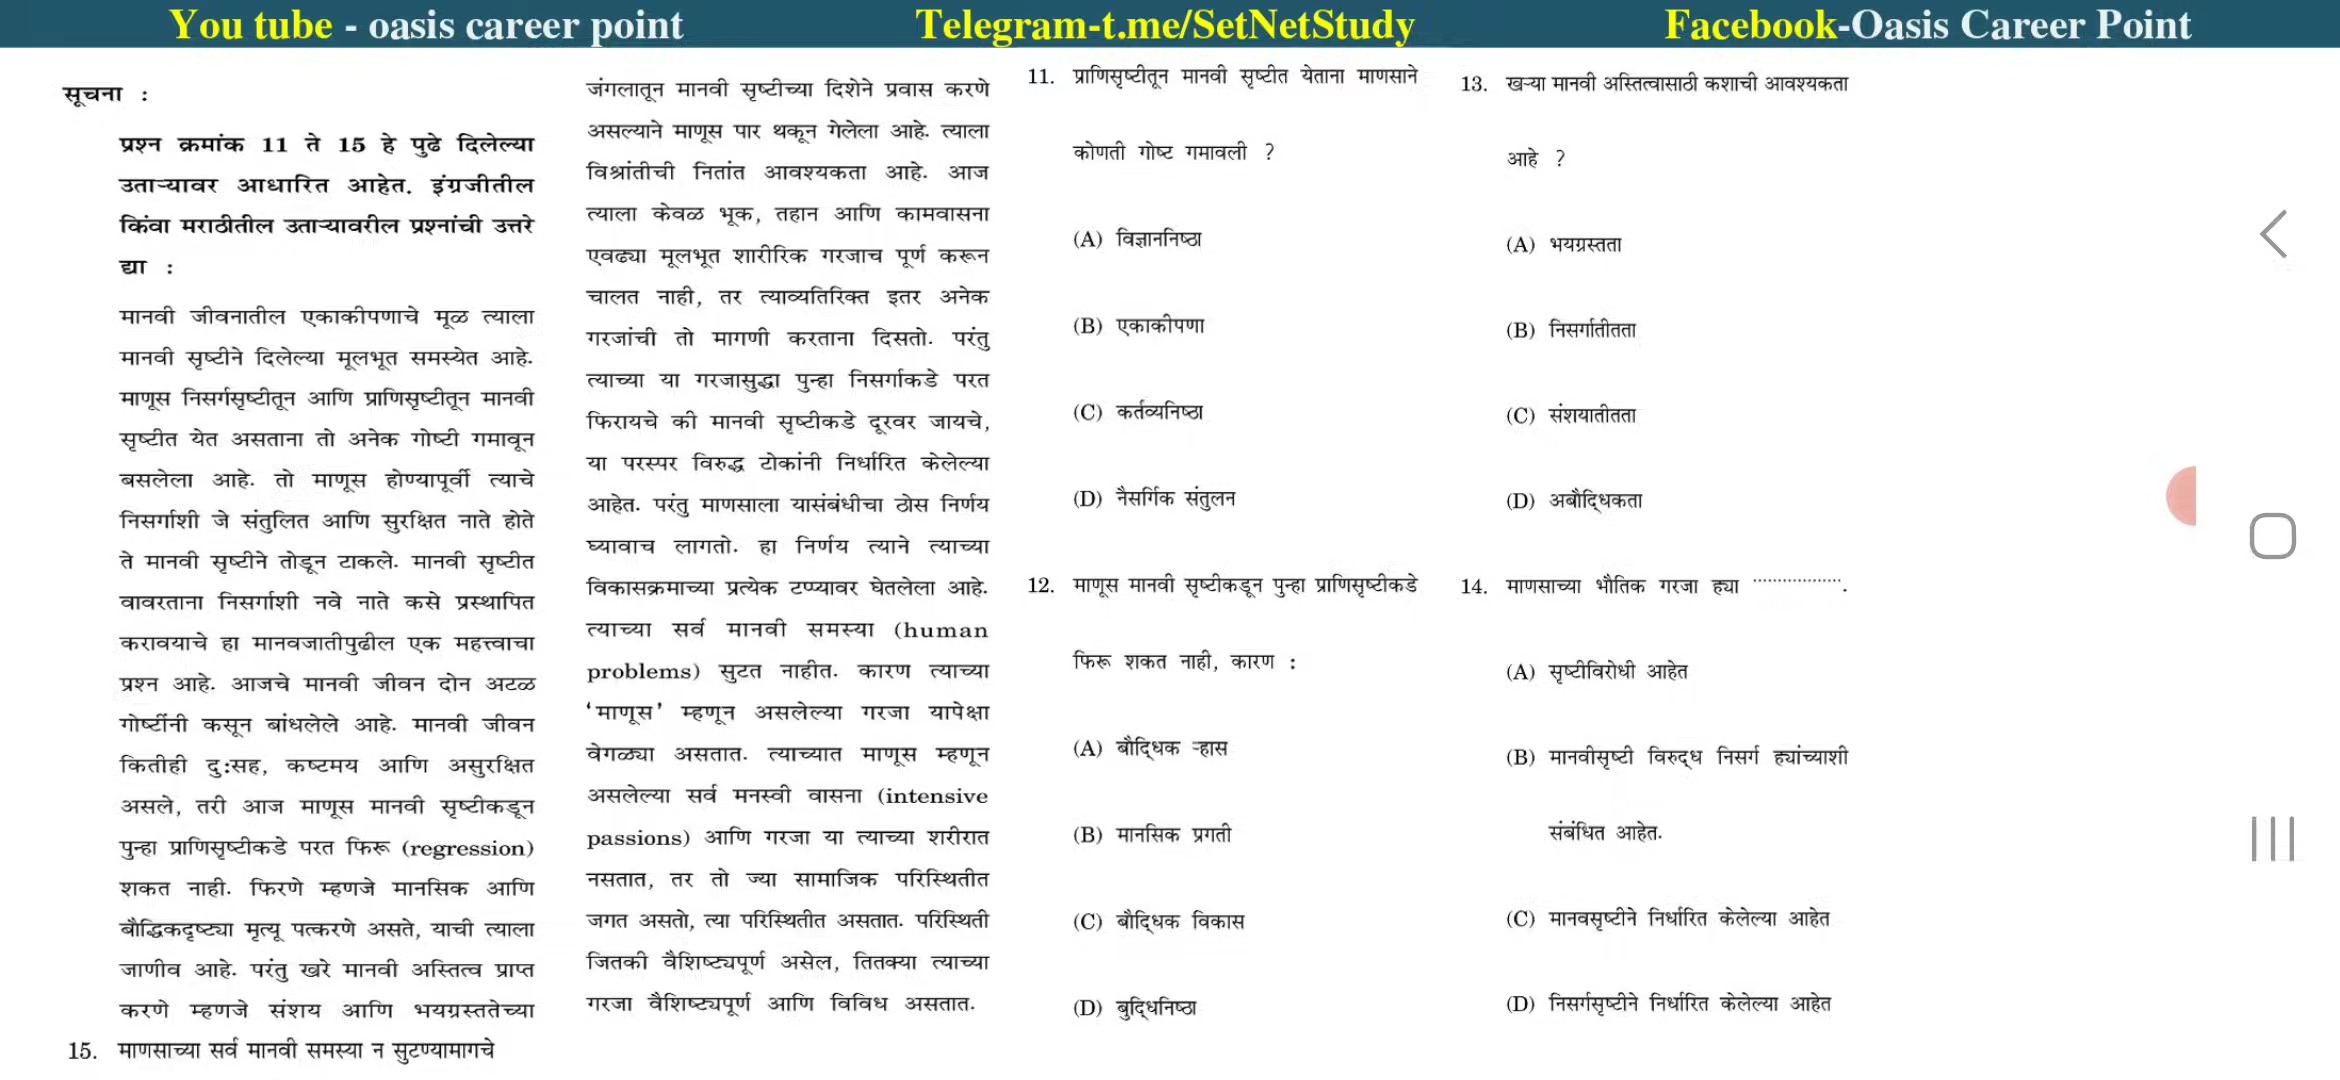 You tube - oasis career point
Telegram-t.me/SetNetStudy
Facebook-Oasis Career Point
सूचना :
प्रश्न क्रमांक 11 ते 15 हे पुढे दिलेल्या
उताऱ्यावर आधारित आहेत. इंग्रजीतील
किंवा मराठीतील उताऱ्यावरील प्रश्नांची उत्तरे
द्या :
मानवी जीवनातील एकाकीपणाचे मूळ त्याला
मानवी सृष्टीने दिलेल्या मूलभूत समस्येत आहे.
माणूस निसर्गसृष्टीतून आणि प्राणिसृष्टीतून मानवी
सृष्टीत येत असताना तो अनेक गोष्टी गमावून
बसलेला आहे. तो माणूस होण्यापूर्वी त्याचे
निसर्गाशी जे संतुलित आणि सुरक्षित नाते होते
ते मानवी सृष्टीने तोडून टाकले. मानवी सृष्टीत
वावरताना निसर्गाशी नवे नाते कसे प्रस्थापित
करावयाचे हा मानवजातीपुढील एक महत्त्वाचा
प्रश्न आहे. आजचे मानवी जीवन दोन अटळ
गोष्टींनी कसून बांधलेले आहे. मानवी जीवन
कितीही दु:सह, कष्टमय आणि असुरक्षित
असले, तरी आज माणूस मानवी सृष्टीकडून
पुन्हा प्राणिसृष्टीकडे परत फिरू (regression)
शकत नाही. फिरणे म्हणजे मानसिक आणि
बौद्धिकदृष्ट्या मृत्यू पत्करणे असते, याची त्याला
जाणीव आहे. परंतु खरे मानवी अस्तित्व प्राप्त
करणे म्हणजे संशय आणि भयग्रस्ततेच्या
जंगलातून मानवी सृष्टीच्या दिशेने प्रवास करणे
असल्याने माणूस पार थकून गेलेला आहे. त्याला
विश्रांतीची नितांत आवश्यकता आहे. आज
त्याला केवळ भूक, तहान आणि कामवासना
एवढ्या मूलभूत शारीरिक गरजाच पूर्ण करून
चालत नाही, तर त्याव्यतिरिक्त इतर अनेक
गरजांची तो मागणी करताना दिसतो. परंतु
त्याच्या या गरजासुद्धा पुन्हा निसर्गाकडे परत
फिरायचे की मानवी सृष्टीकडे दूरवर जायचे,
या परस्पर विरुद्ध टोकांनी निर्धारित केलेल्या
आहेत. परंतु माणसाला यासंबंधीचा ठोस निर्णय
घ्यावाच लागतो. हा निर्णय त्याने त्याच्या
विकासक्रमाच्या प्रत्येक टप्प्यावर घेतलेला आहे.
त्याच्या सर्व मानवी समस्या (human
problems) सुटत नाहीत. कारण त्याच्या
'माणूस' म्हणून असलेल्या गरजा यापेक्षा
वेगळ्या असतात. त्याच्यात माणूस म्हणून
असलेल्या सर्व मनस्वी वासना (intensive
passions) आणि गरजा या त्याच्या शरीरात
नसतात, तर तो ज्या सामाजिक परिस्थितीत
जगत असतो, त्या परिस्थितीत असतात. परिस्थिती
जितकी वैशिष्ट्यपूर्ण असेल, तितक्या त्याच्या
गरजा वैशिष्ट्यपूर्ण आणि विविध असतात.
11. प्राणिसृष्टीतून मानवी सृष्टीत येताना माणसाने
कोणती गोष्ट गमावली ?
(A) विज्ञाननिष्ठा
(B) एकाकीपणा
(C) कर्तव्यनिष्ठा
(D) नैसर्गिक संतुलन
12. माणूस मानवी सृष्टीकडून पुन्हा प्राणिसृष्टीकडे
फिरू शकत नाही, कारण :
(A) बौद्धिक ऱ्हास
(B) मानसिक प्रगती
(C) बौद्धिक विकास
(D) बुद्धिनिष्ठा
13. खऱ्या मानवी अस्तित्वासाठी कशाची आवश्यकता
आहे ?
(A) भयग्रस्तता
(B) निसर्गातीतता
(C) संशयातीतता
(D) अबौद्धिकता
14. माणसाच्या भौतिक गरजा ह्या ..................
(A) सृष्टीविरोधी आहेत
(B) मानवीसृष्टी विरुद्ध निसर्ग ह्यांच्याशी
संबंधित आहेत.
(C) मानवसृष्टीने निर्धारित केलेल्या आहेत
(D) निसर्गसृष्टीने निर्धारित केलेल्या आहेत
15. माणसाच्या सर्व मानवी समस्या न सुटण्यामागचे